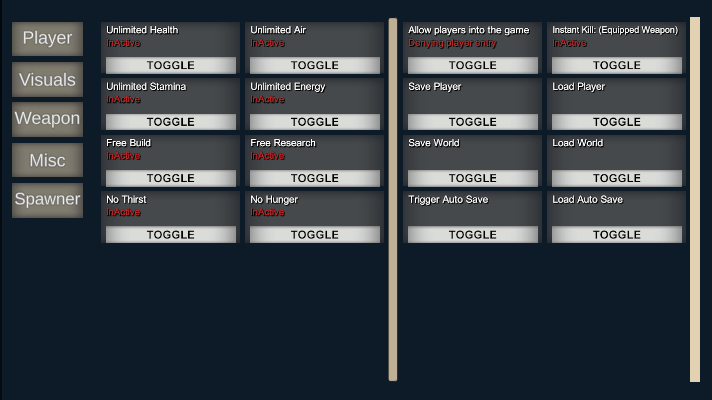 Player
Visuals
Weapon
Misc
Spawner
Unlimited Health
InActive
TOGGLE
Unlimited Air
InActive
TOGGLE
Unlimited Stamina
InActive
TOGGLE
Unlimited Energy
InActive
TOGGLE
Free Build
InActive
TOGGLE
Free Research
InActive
TOGGLE
No Thirst
InActive
TOGGLE
No Hunger
InActive
TOGGLE
Allow players into the game
Denying player entry
TOGGLE
Instant Kill: (Equipped Weapon)
InActive
TOGGLE
Save Player
TOGGLE
Load Player
TOGGLE
Save World
TOGGLE
Load World
TOGGLE
Trigger Auto Save
TOGGLE
Load Auto Save
TOGGLE